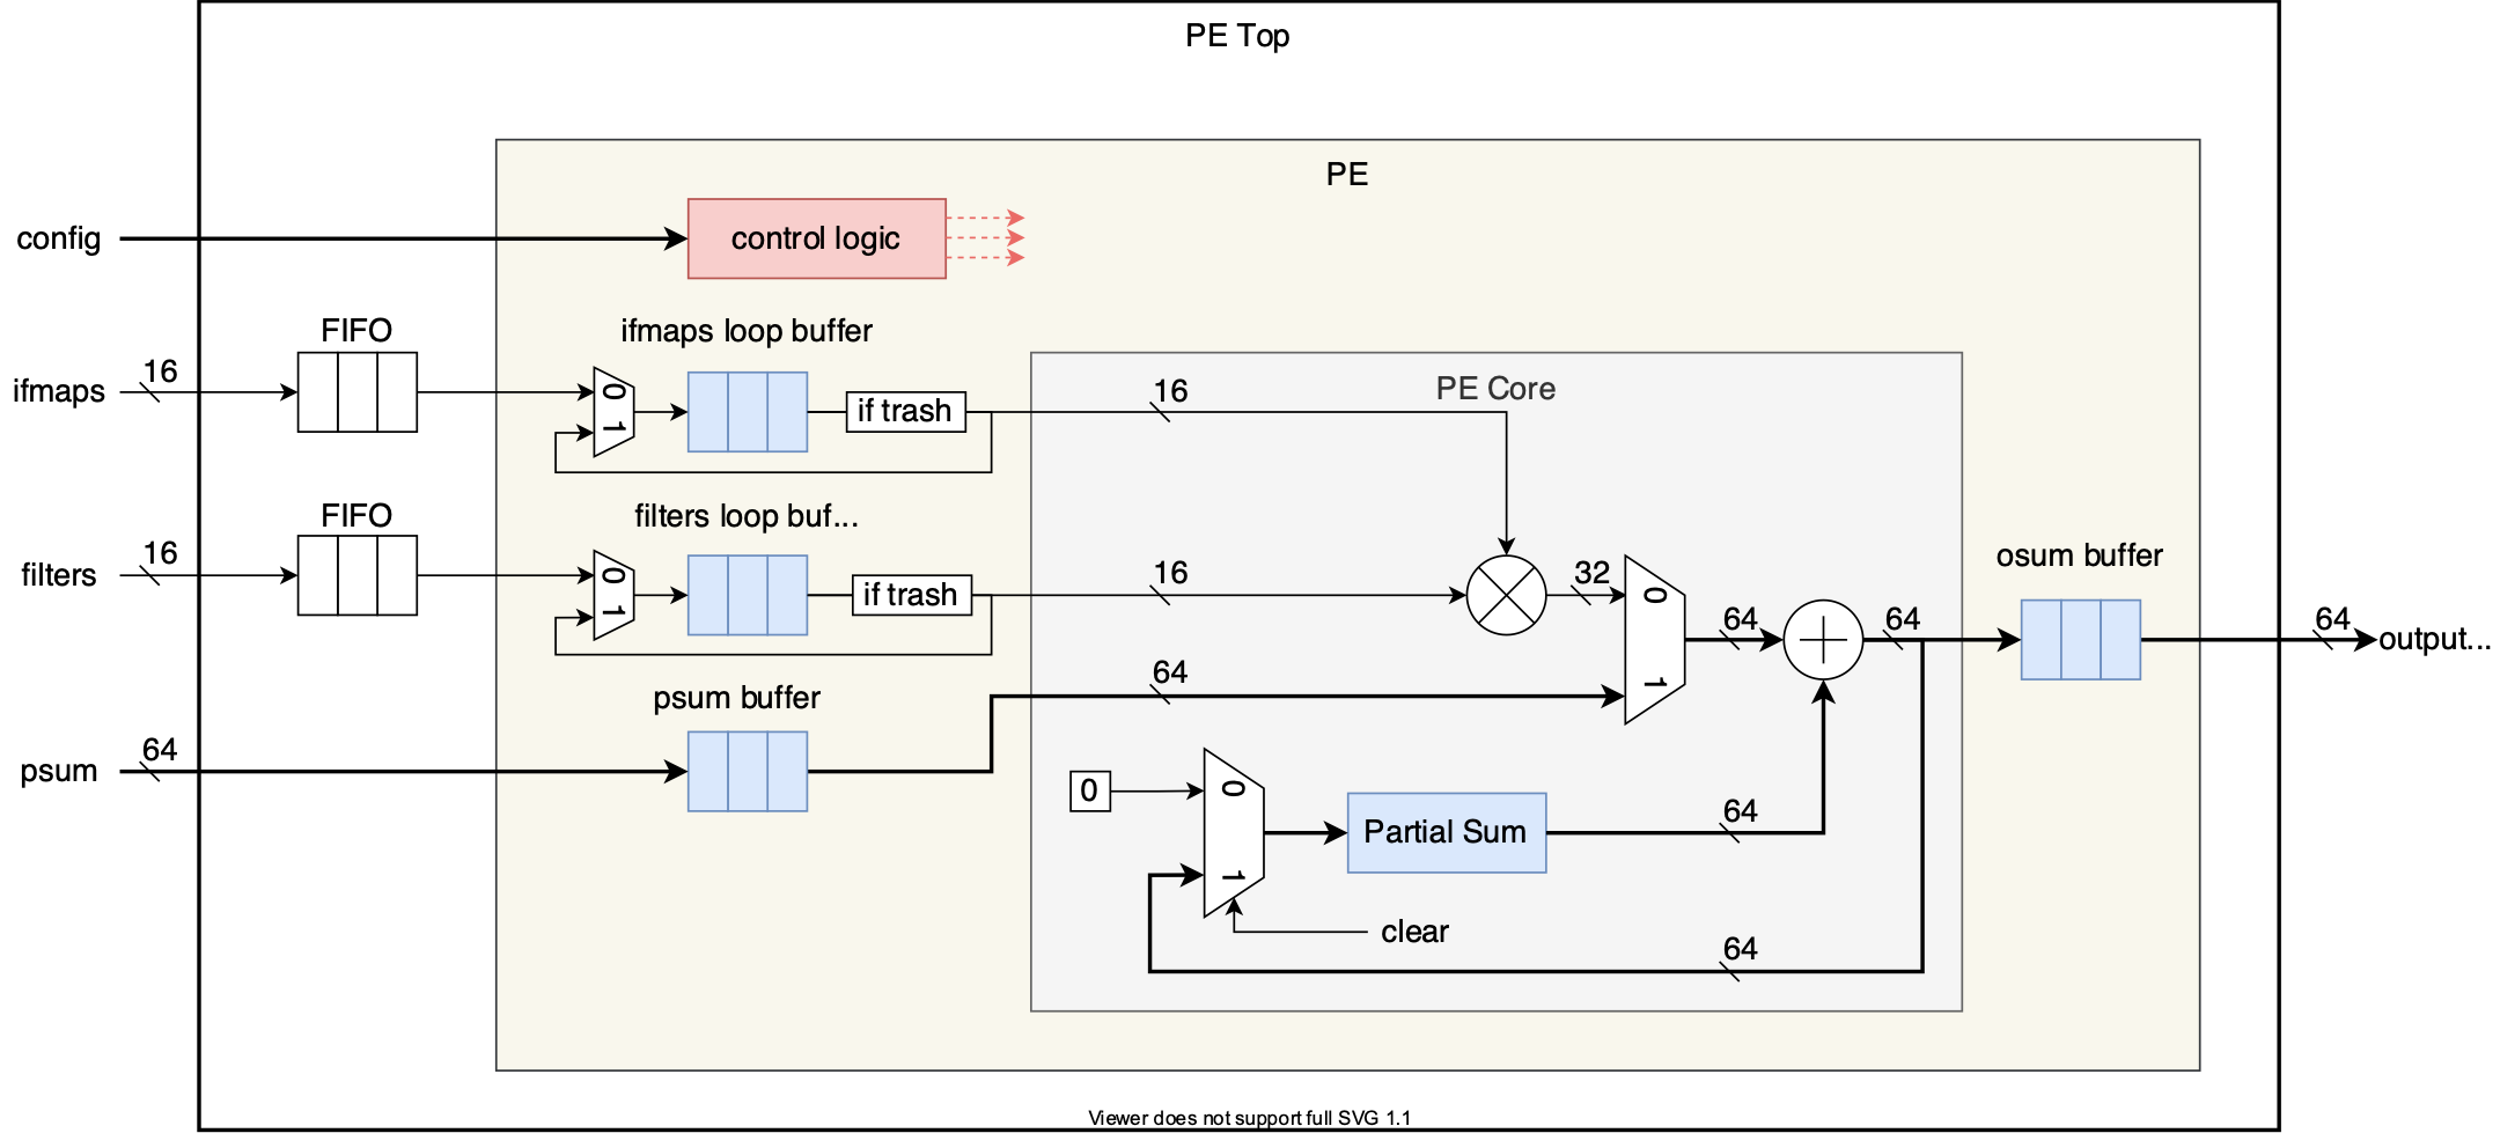 PE Top
PE
config
control logic
FIFO
ifmaps loop buffer
ifmaps
16
0
1
if trash
16
PE Core
FIFO
filters loop buf...
filters
16
0
1
if trash
16
32
0
1
64
64
osum buffer
64
output...
psum buffer
64
psum
64
0
0
1
Partial Sum
64
clear
64
Viewer does not support full SVG 1.1